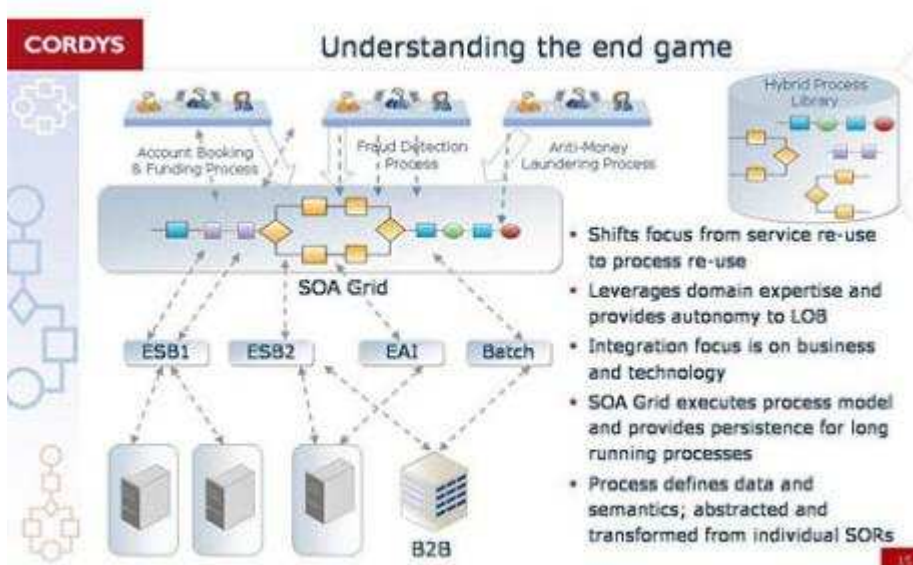 CORDYS
Understanding the end game
Hybrid Process
Library
Account Booking
& Funding Process
Fraud Detection
Process
Anti-Money
Laundering Process
SOA Grid
ESB1
ESB2
EAI
Batch
B2B
• Shifts focus from service re-use
to process re-use
• Leverages domain expertise and
provides autonomy to LOB
• Integration focus is on business
and technology
• SOA Grid executes process model
and provides persistence for long
running processes
• Process defines data and
semantics; abstracted and
transformed from individual SORs